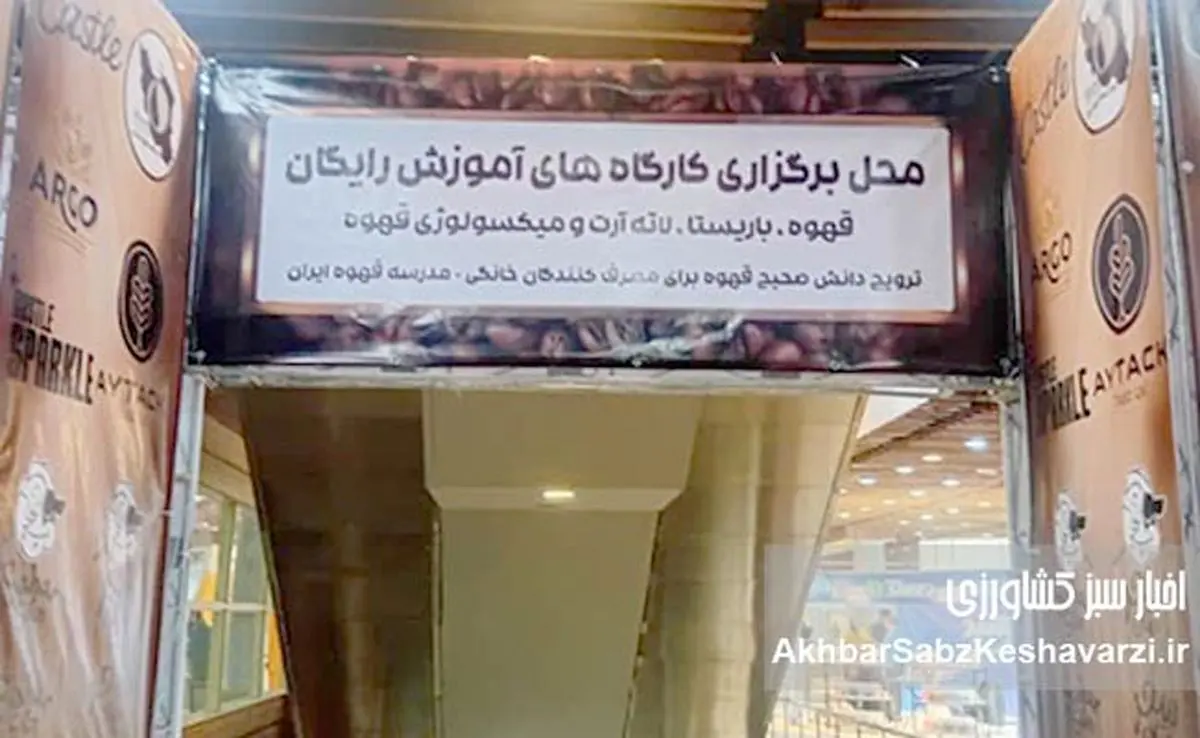 Castle
ARCO
SPARKLE
AYTACK
محل برگزاری کارگاه های آموزش رایگان
قهوه ، باریستا ، لاته آرت و میکسولوژی قهوه
ترویج دانش صحیح قهوه برای مصرف کنندگان خانگی - مدرسه قهوه ایران
Castle
ARCO
SPARKLE
AYTACK
اخبار سبز کشاورزی
AkhbarSabzKeshavarzi.ir